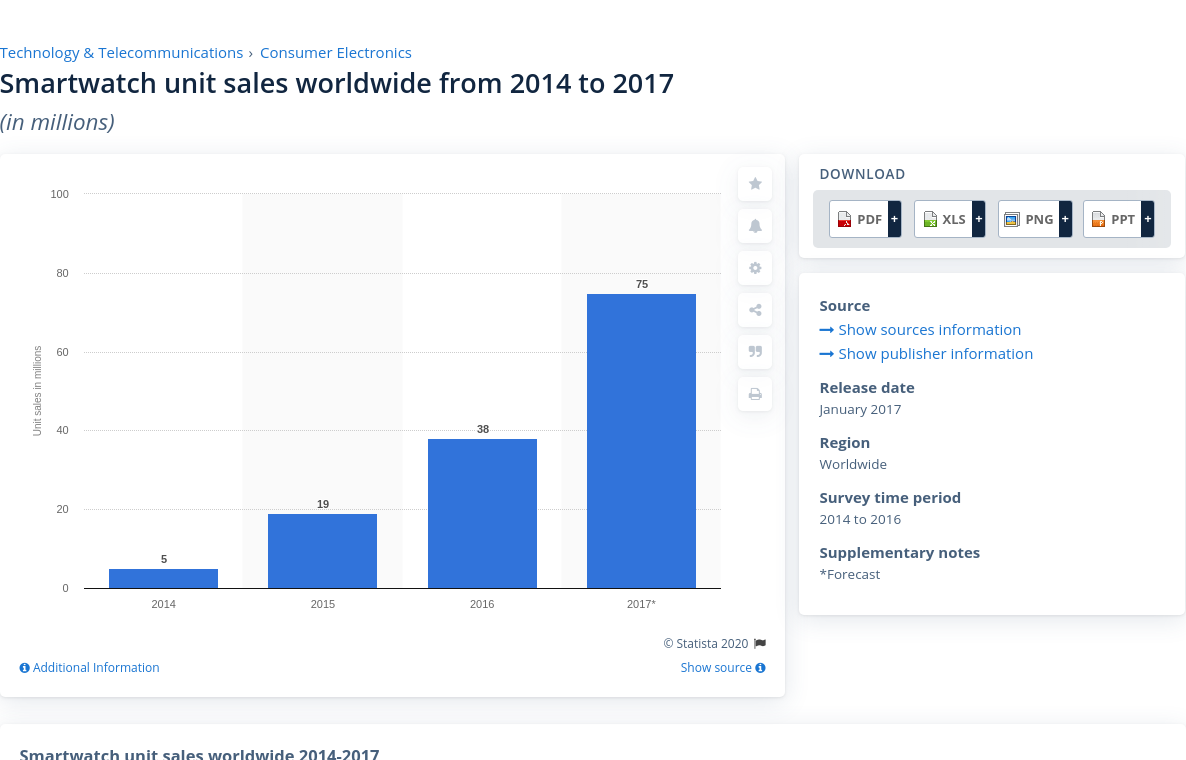 Technology & Telecommunications › Consumer Electronics
Smartwatch unit sales worldwide from 2014 to 2017
(in millions)
100
80
60
40
20
0
Unit sales in millions
5
19
38
75
2014
2015
2016
2017*
© Statista 2020
Additional Information
Show source
DOWNLOAD
PDF +
XLS +
PNG +
PPT +
Source
Show sources information
Show publisher information
Release date
January 2017
Region
Worldwide
Survey time period
2014 to 2016
Supplementary notes
*Forecast
Smartwatch unit sales worldwide 2014-2017